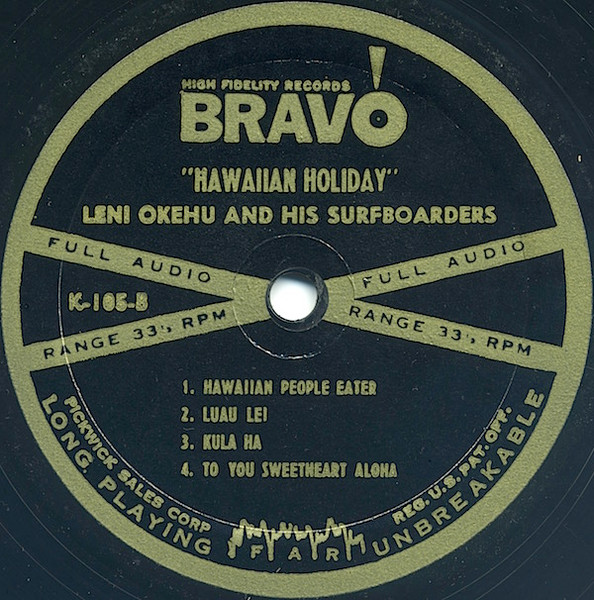 HIGH FIDELITY RECORDS
BRAVÓ
"HAWAIIAN HOLIDAY"
LENI OKEHU AND HIS SURFBOARDERS
FULL AUDIO
FULL AUDIO
K-105-B
RANGE 33⅓ RPM
RANGE 33⅓ RPM
1. HAWAIIAN PEOPLE EATER
2. LUAU LEI
3. KULA HA
4. TO YOU SWEETHEART ALOHA
PICKWICK SALES CORP
REG. U.S. PAT. OFF.
LONG PLAYING
FAR
UNBREAKABLE